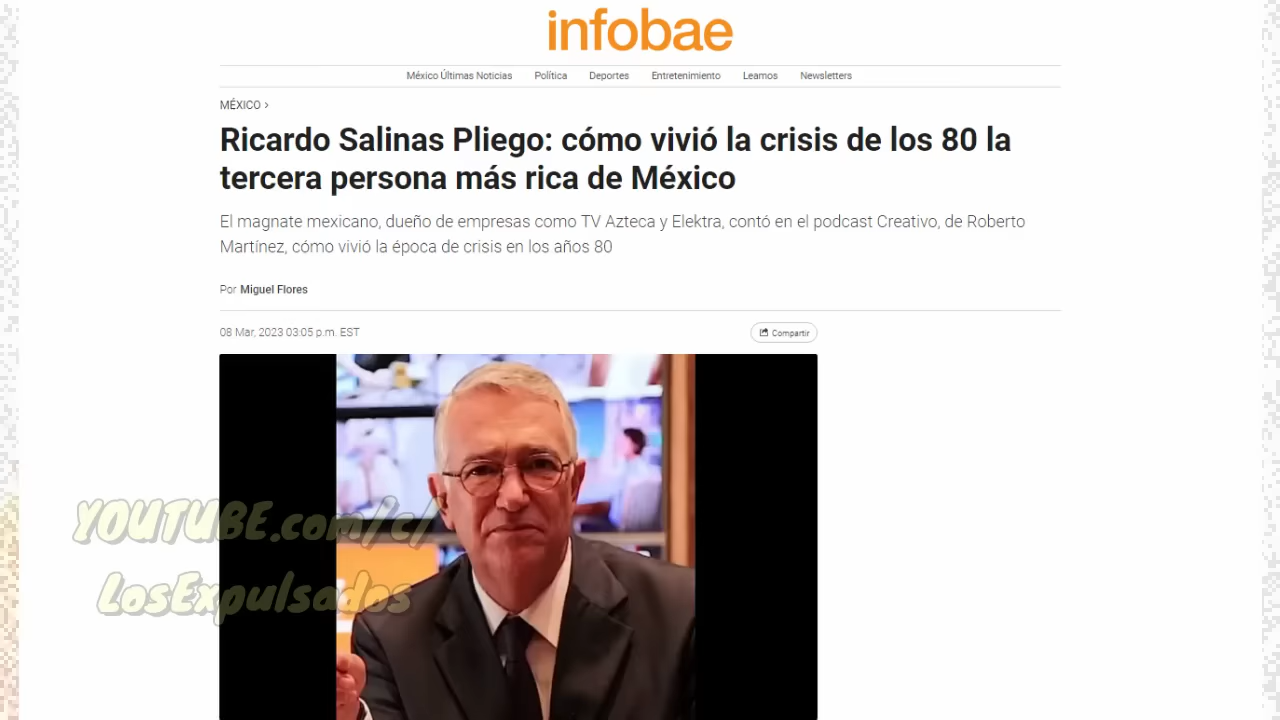 infobae
México Últimas Noticias Política Deportes Entretenimiento Leamos Newsletters
MÉXICO >
Ricardo Salinas Pliego: cómo vivió la crisis de los 80 la
tercera persona más rica de México
El magnate mexicano, dueño de empresas como TV Azteca y Elektra, contó en el podcast Creativo, de Roberto
Martínez, cómo vivió la época de crisis en los años 80
Por Miguel Flores
08 Mar, 2023 03:05 p.m. EST
Compartir
YOUTUBE.com/c/
LosExpulsados